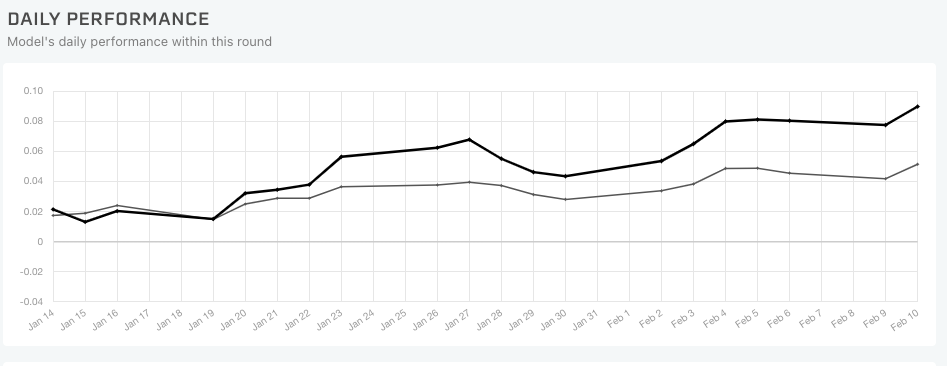 DAILY PERFORMANCE
Model's daily performance within this round
0.10
0.08
0.06
0.04
0.02
0
-0.02
-0.04
Jan 14
Jan 15
Jan 16
Jan 17
Jan 18
Jan 19
Jan 20
Jan 21
Jan 22
Jan 23
Jan 24
Jan 25
Jan 26
Jan 27
Jan 28
Jan 29
Jan 30
Jan 31
Feb 1
Feb 2
Feb 3
Feb 4
Feb 5
Feb 6
Feb 7
Feb 8
Feb 9
Feb 10